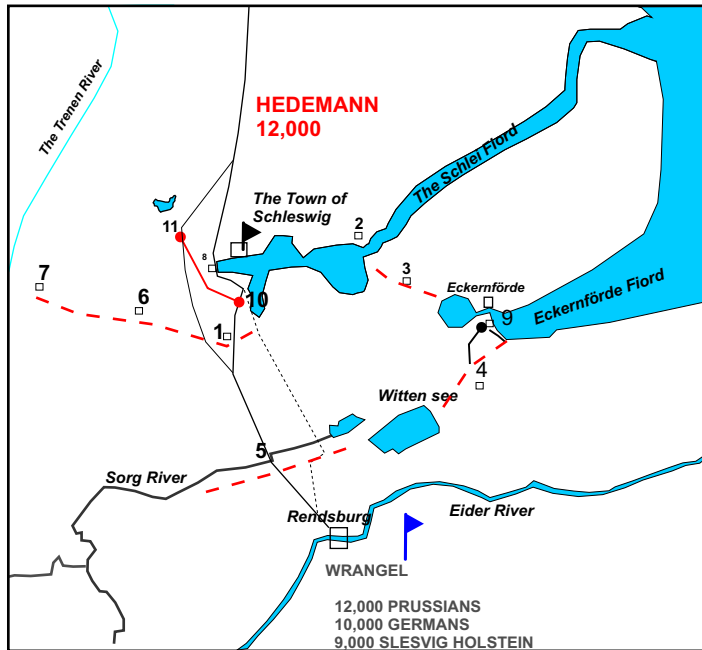 The Trenen River
HEDEMANN
12,000
The Schlei Fiord
The Town of
Schleswig
11
2
8
3
7
Eckernförde
Eckernförde Fiord
6
10
9
1
4
Witten see
5
Sorg River
Rendsburg
Eider River
WRANGEL
12,000 PRUSSIANS
10,000 GERMANS
9,000 SLESVIG HOLSTEIN